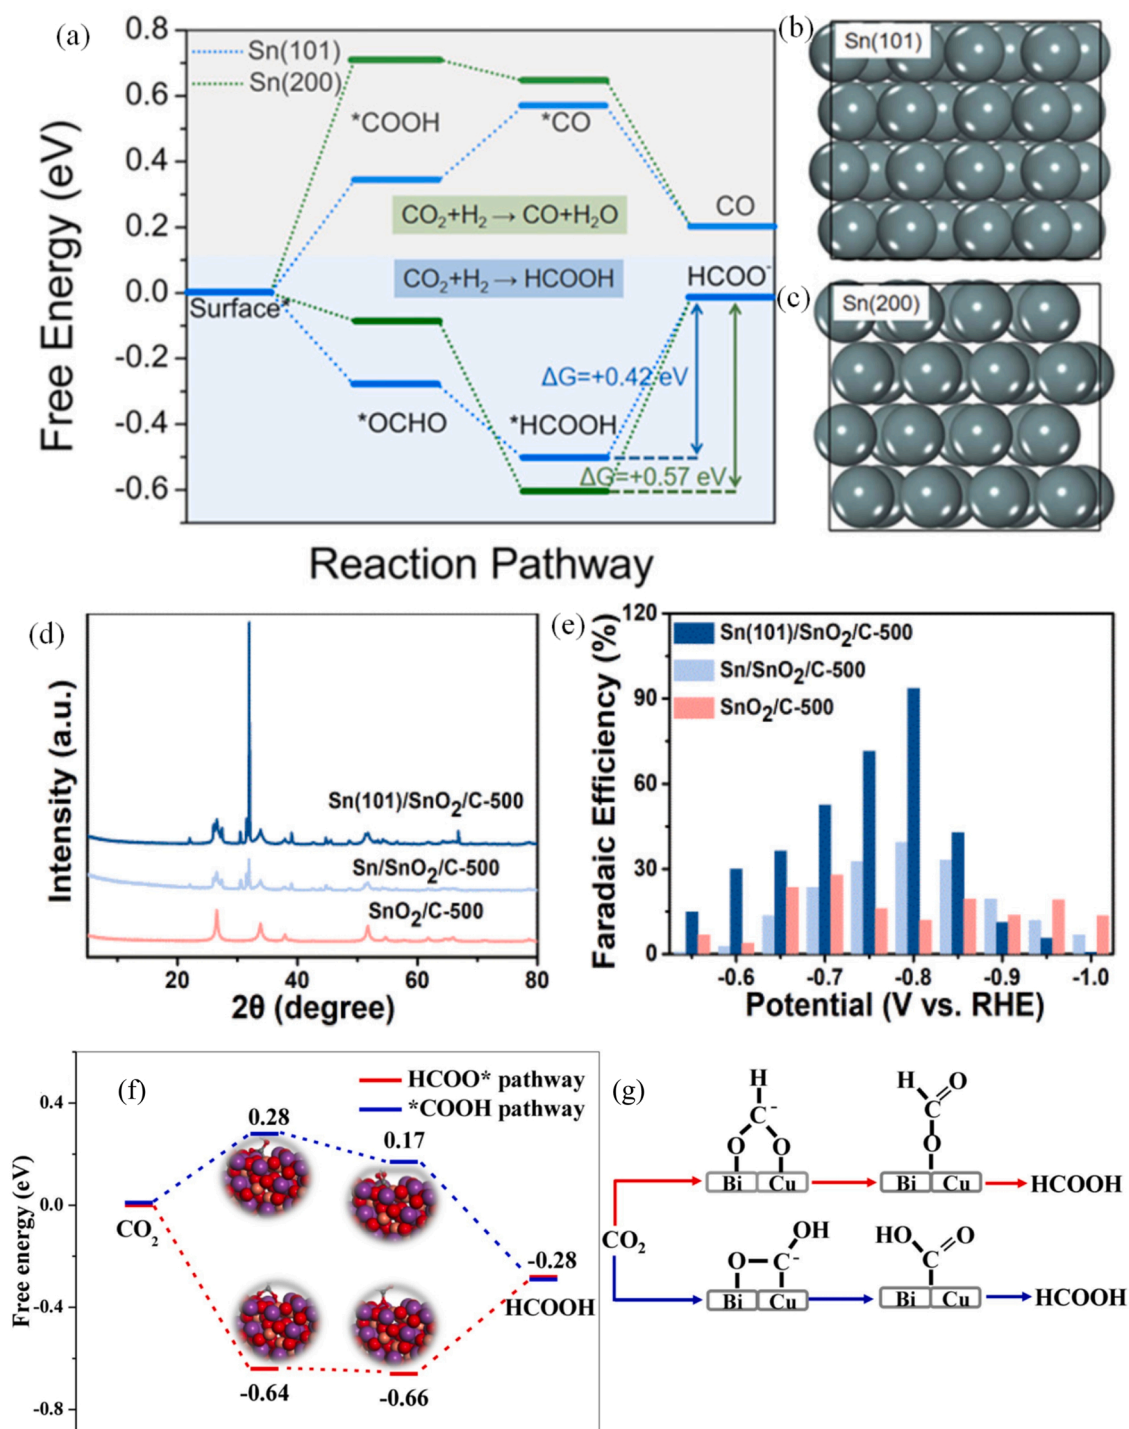 (a)
Sn(101)
Sn(200)
0.8
0.6
0.4
0.2
0.0
-0.2
-0.4
-0.6
Free Energy (eV)
*COOH
*CO
CO₂+H₂→CO+H₂O
CO
CO₂+H₂→HCOOH
HCOO⁻
Surface*
ΔG=+0.42 eV
*OCHO
*HCOOH
ΔG=+0.57 eV
Reaction Pathway
(b)
Sn(101)
(c)
Sn(200)
(d)
Intensity (a.u.)
Sn(101)/SnO₂/C-500
Sn/SnO₂/C-500
SnO₂/C-500
20 40 60 80
2θ (degree)
(e)
Faradaic Efficiency (%)
120
90
60
30
0
Sn(101)/SnO₂/C-500
Sn/SnO₂/C-500
SnO₂/C-500
-0.6 -0.7 -0.8 -0.9 -1.0
Potential (V vs. RHE)
(f)
HCOO* pathway
*COOH pathway
Free energy (eV)
0.4
0.0
-0.4
-0.8
0.28
0.17
CO₂
-0.28
HCOOH
-0.64
-0.66
(g)
H
C⁻
O O
Bi Cu
H O
C
O
Bi Cu
HCOOH
CO₂
OH
O C⁻
Bi Cu
HO O
C
Bi Cu
HCOOH